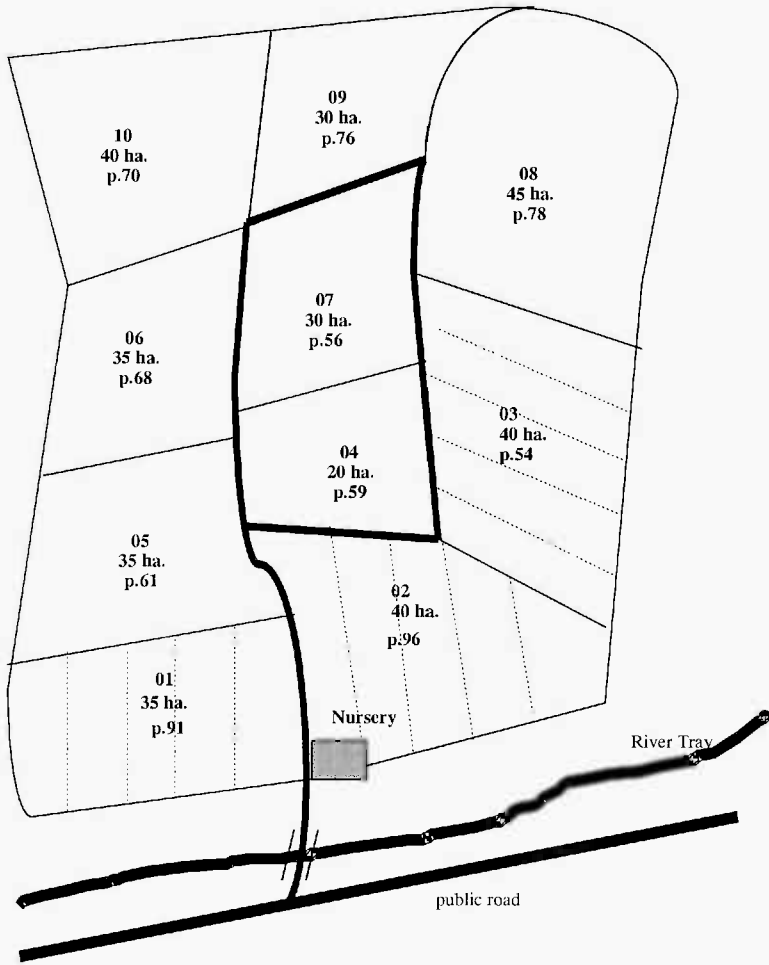 09
30 ha.
p.76
10
40 ha.
p.70
08
45 ha.
p.78
07
30 ha.
p.56
06
35 ha.
p.68
03
40 ha.
p.54
04
20 ha.
p.59
05
35 ha.
p.61
02
40 ha.
p.96
01
35 ha.
p.91
Nursery
River Tray
public road